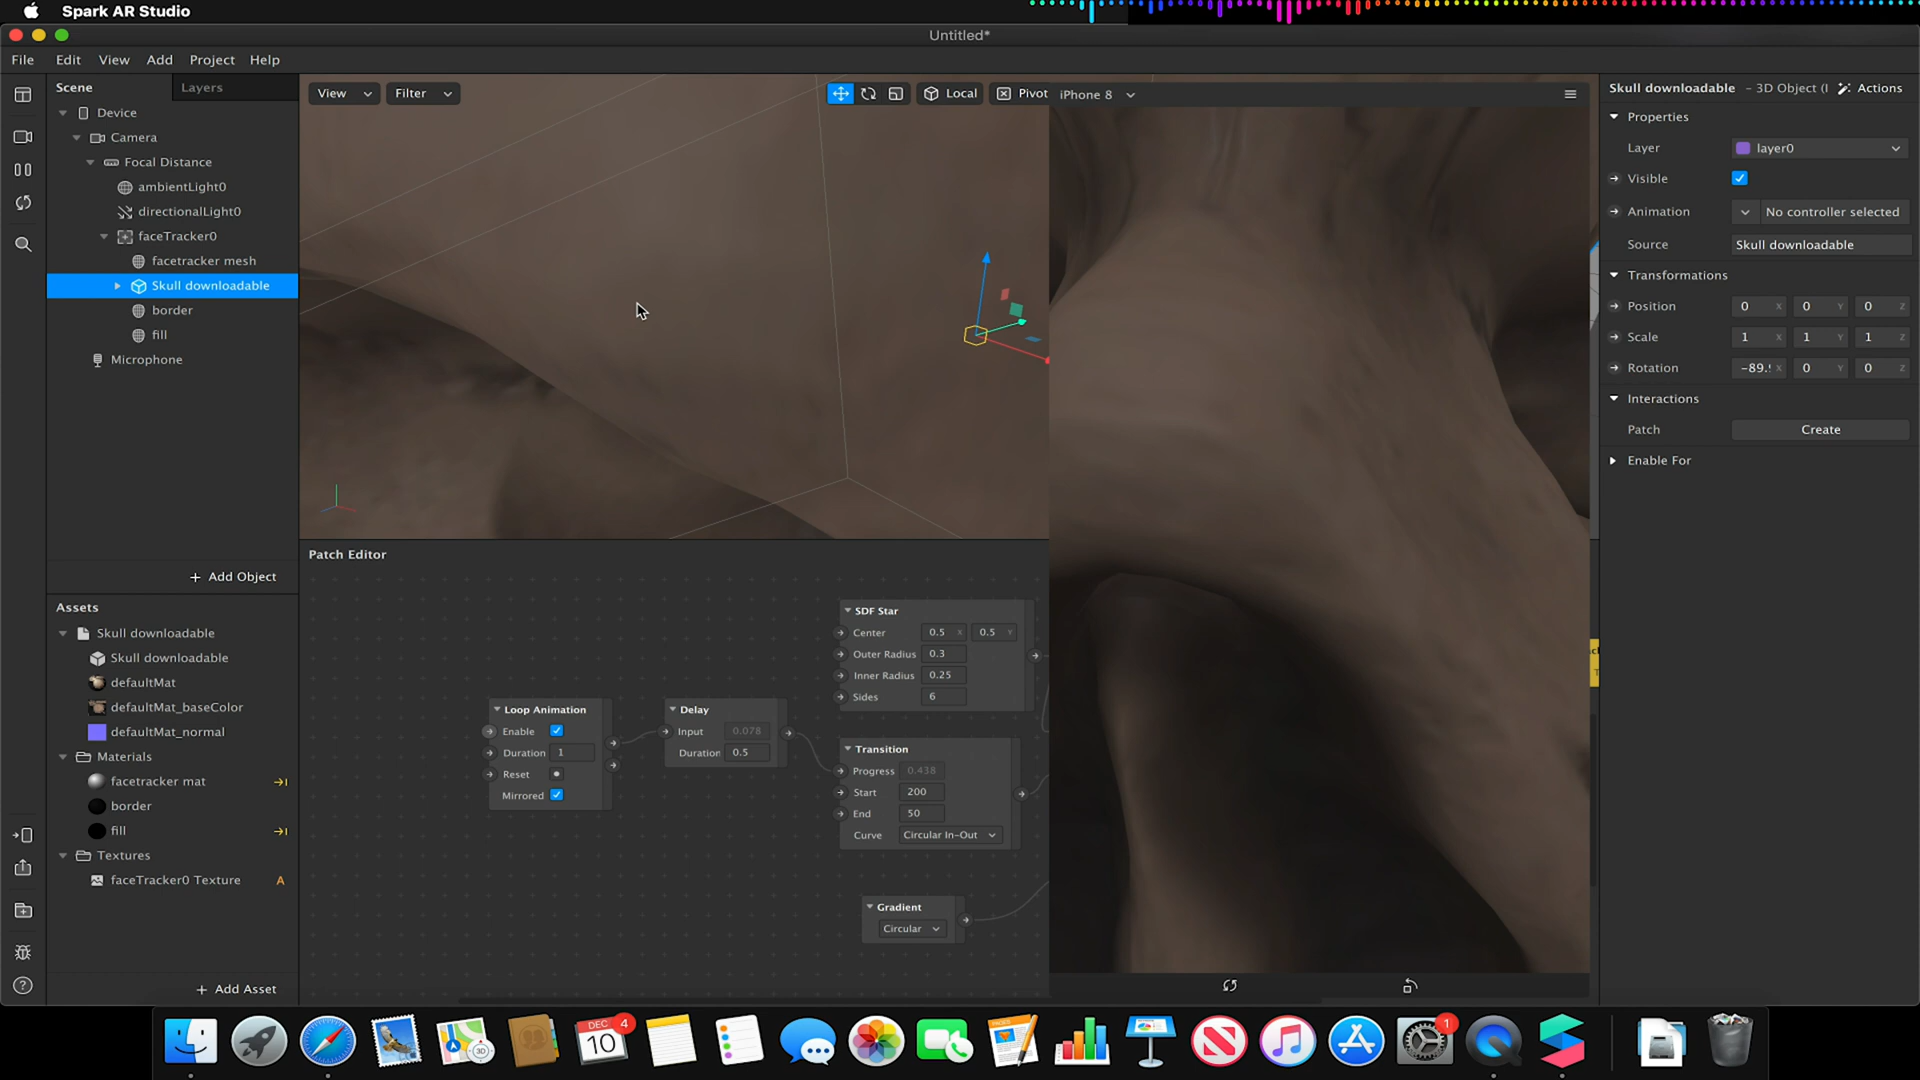 Spark AR Studio
Untitled*
File Edit View Add Project Help
Scene Layers
Device
Camera
Focal Distance
ambientLight0
directionalLight0
faceTracker0
facetracker mesh
Skull downloadable
border
fill
Microphone
+ Add Object
Assets
Skull downloadable
Skull downloadable
defaultMat
defaultMat_baseColor
defaultMat_normal
Materials
facetracker mat
border
fill
Textures
faceTracker0 Texture A
+ Add Asset
View Filter Local Pivot iPhone 8
Patch Editor
Loop Animation
Enable
Duration 1
Reset
Mirrored
Delay
Input 0.078
Duration 0.5
SDF Star
Center 0.5 X 0.5 Y
Outer Radius 0.3
Inner Radius 0.25
Sides 6
Transition
Progress 0.438
Start 200
End 50
Curve Circular In-Out
Gradient
Circular
Skull downloadable - 3D Object ( Actions
Properties
Layer layer0
Visible
Animation No controller selected
Source Skull downloadable
Transformations
Position 0 X 0 Y 0 Z
Scale 1 X 1 Y 1 Z
Rotation -89.9 X 0 Y 0 Z
Interactions
Patch Create
Enable For
DEC. 4
10
3D
1